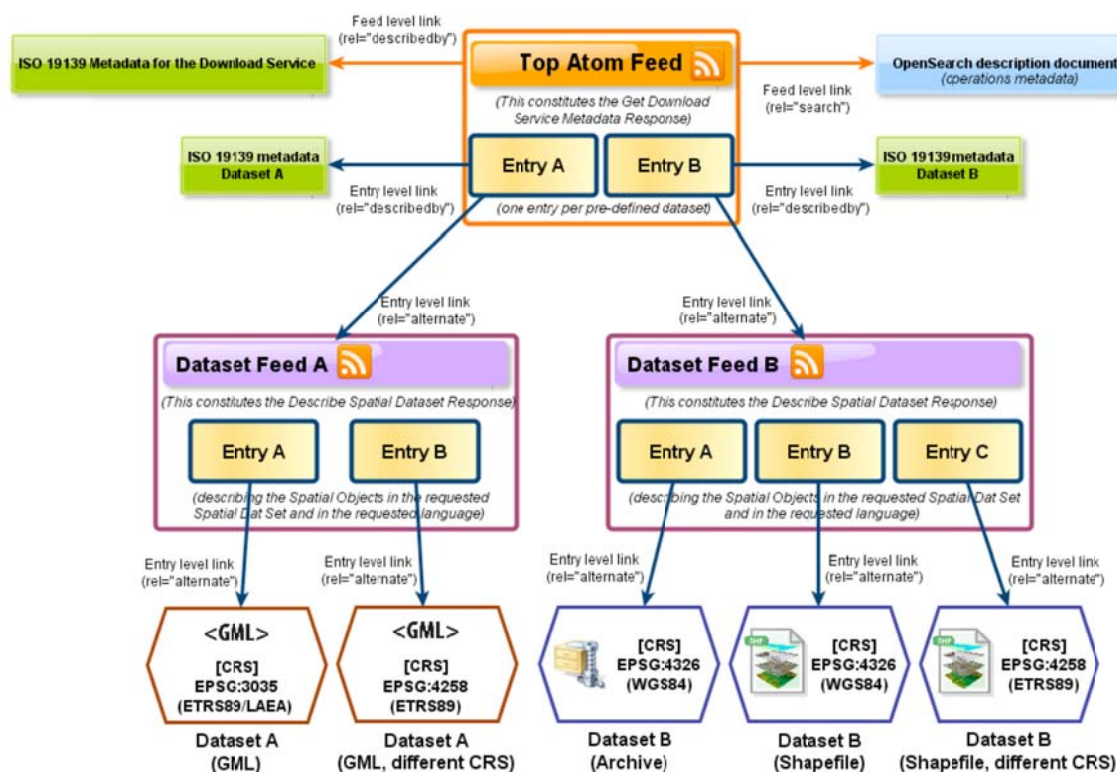 Feed level link
(rel="describedby")
ISO 19139 Metadata for the Download Service
Top Atom Feed
OpenSearch description document
(operations metadata)
Feed level link
(rel="search")
(This constitutes the Get Download
Service Metadata Response)
ISO 19139 metadata
Dataset A
Entry A
Entry B
ISO 19139 metadata
Dataset B
Entry level link
(rel="describedby")
(one entry per pre-defined dataset)
Entry level link
(rel="describedby")
Entry level link
(rel="alternate")
Entry level link
(rel="alternate")
Dataset Feed A
(This constitutes the Describe Spatial Dataset Response)
Entry A
Entry B
(describing the Spatial Objects in the requested
Spatial Dat Set and in the requested language)
Dataset Feed B
(This constitutes the Describe Spatial Dataset Response)
Entry A
Entry B
Entry C
(describing the Spatial Objects in the requested Spatial Dat Set
and in the requested language)
Entry level link
(rel="alternate")
Entry level link
(rel="alternate")
Entry level link
(rel="alternate")
Entry level link
(rel="alternate")
Entry level link
(rel="alternate")
<GML>
[CRS]
EPSG:3035
(ETRS89/LAEA)
<GML>
[CRS]
EPSG:4258
(ETRS89)
[CRS]
EPSG:4326
(WGS84)
SHP
[CRS]
EPSG:4326
(WGS84)
SHP
[CRS]
EPSG:4258
(ETRS89)
Dataset A
(GML)
Dataset A
(GML, different CRS)
Dataset B
(Archive)
Dataset B
(Shapefile)
Dataset B
(Shapefile, different CRS)